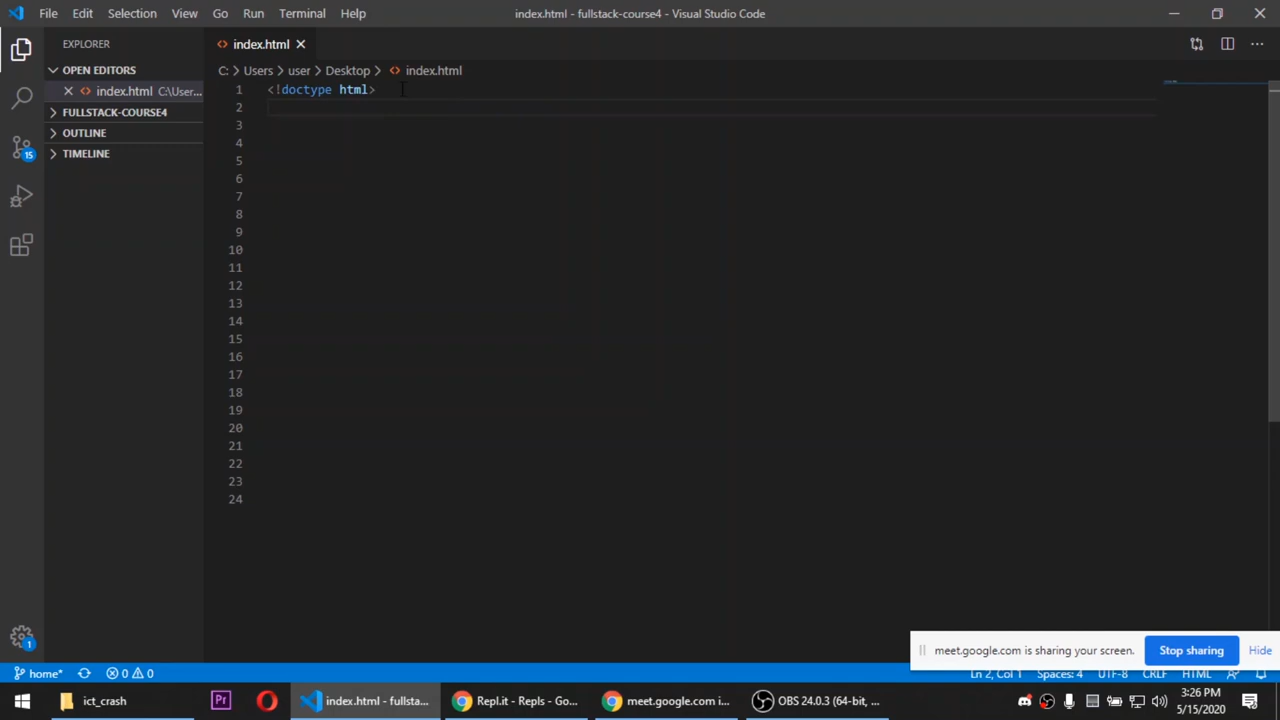 File Edit Selection View Go Run Terminal Help index.html - fullstack-course4 - Visual Studio Code
EXPLORER index.html
OPEN EDITORS
C: > Users > user > Desktop > index.html
index.html C:\User...
FULLSTACK-COURSE4
OUTLINE
TIMELINE
1 <!doctype html>
2
3
4
5
6
7
8
9
10
11
12
13
14
15
16
17
18
19
20
21
22
23
24
15
1
meet.google.com is sharing your screen. Stop sharing Hide
home* 0 0 Ln 2, Col 1 Spaces: 4 UTF-8 CRLF HTML
ict_crash Pr index.html - fullsta... Repl.it - Repls - Go... meet.google.com i... OBS 24.0.3 (64-bit, ... 3:26 PM
5/15/2020